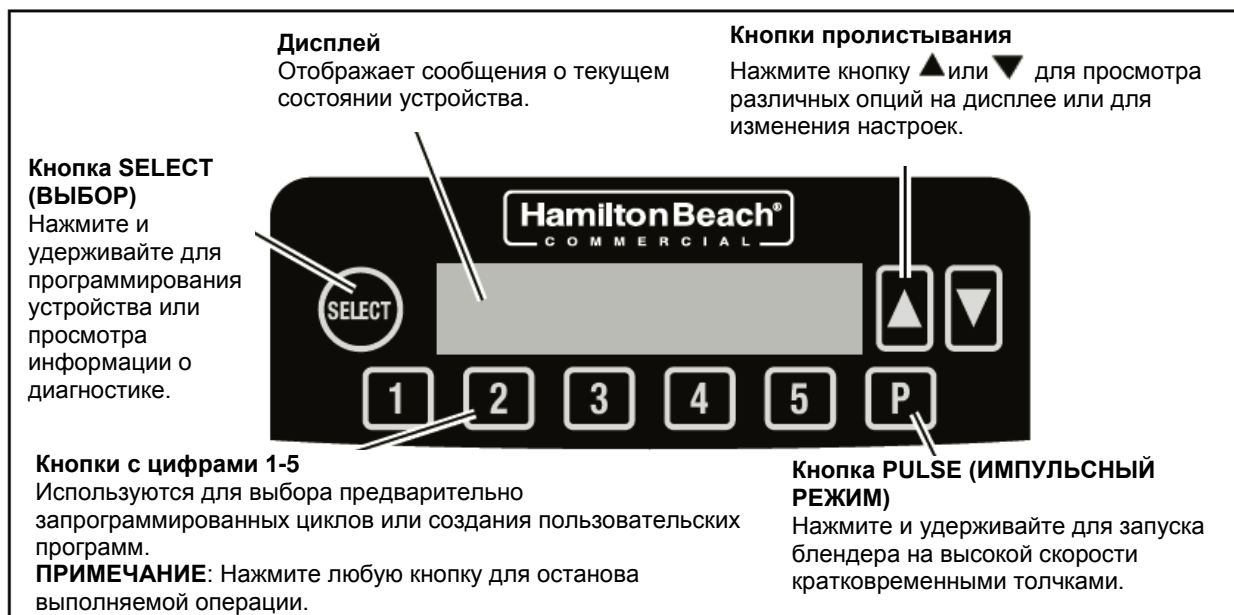 Дисплей
Отображает сообщения о текущем
состоянии устройства.
Кнопки пролистывания
Нажмите кнопку ▲или▼ для просмотра
различных опций на дисплее или для
изменения настроек.
Кнопка SELECT
(ВЫБОР)
Нажмите и
удерживайте для
программирования
устройства или
просмотра
информации о
диагностике.
Hamilton Beach®
COMMERCIAL
SELECT
▲ ▼
1 2 3 4 5 P
Кнопки с цифрами 1-5
Используются для выбора предварительно
запрограммированных циклов или создания пользовательских
программ.
ПРИМЕЧАНИЕ: Нажмите любую кнопку для останова
выполняемой операции.
Кнопка PULSE (ИМПУЛЬСНЫЙ
РЕЖИМ)
Нажмите и удерживайте для запуска
блендера на высокой скорости
кратковременными толчками.